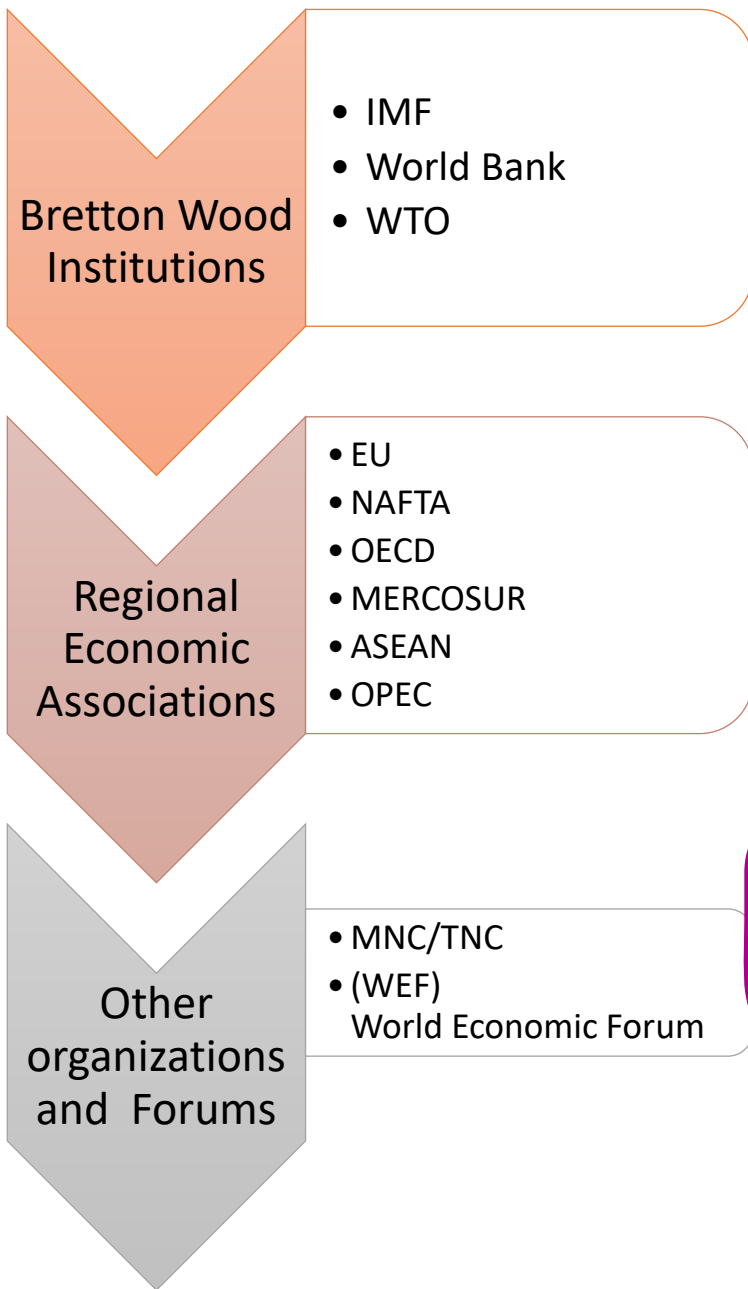 Bretton Wood
Institutions
• IMF
• World Bank
• WTO
Regional
Economic
Associations
• EU
• NAFTA
• OECD
• MERCOSUR
• ASEAN
• OPEC
Other
organizations
and Forums
• MNC/TNC
• (WEF)
World Economic Forum